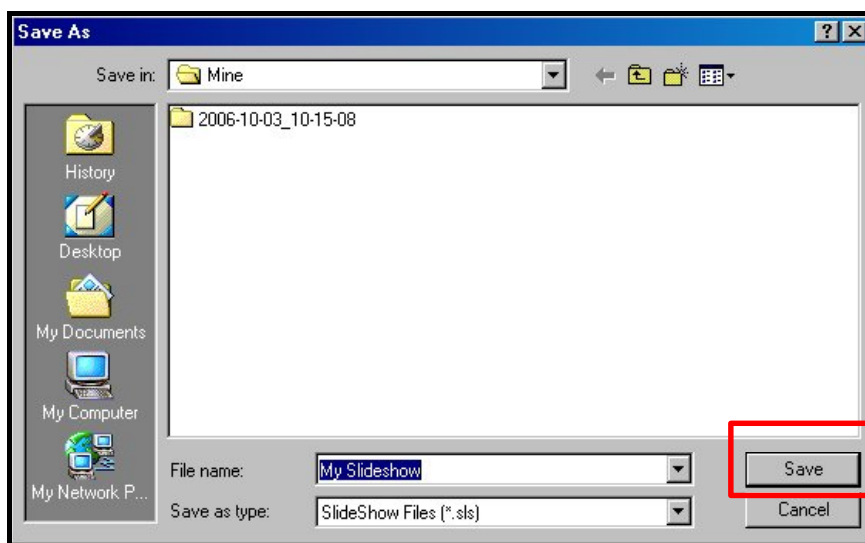 Save As
Save in: Mine
2006-10-03_10-15-08
History
Desktop
My Documents
My Computer
My Network P...
File name: My Slideshow
Save
Save as type: SlideShow Files (*.sls)
Cancel